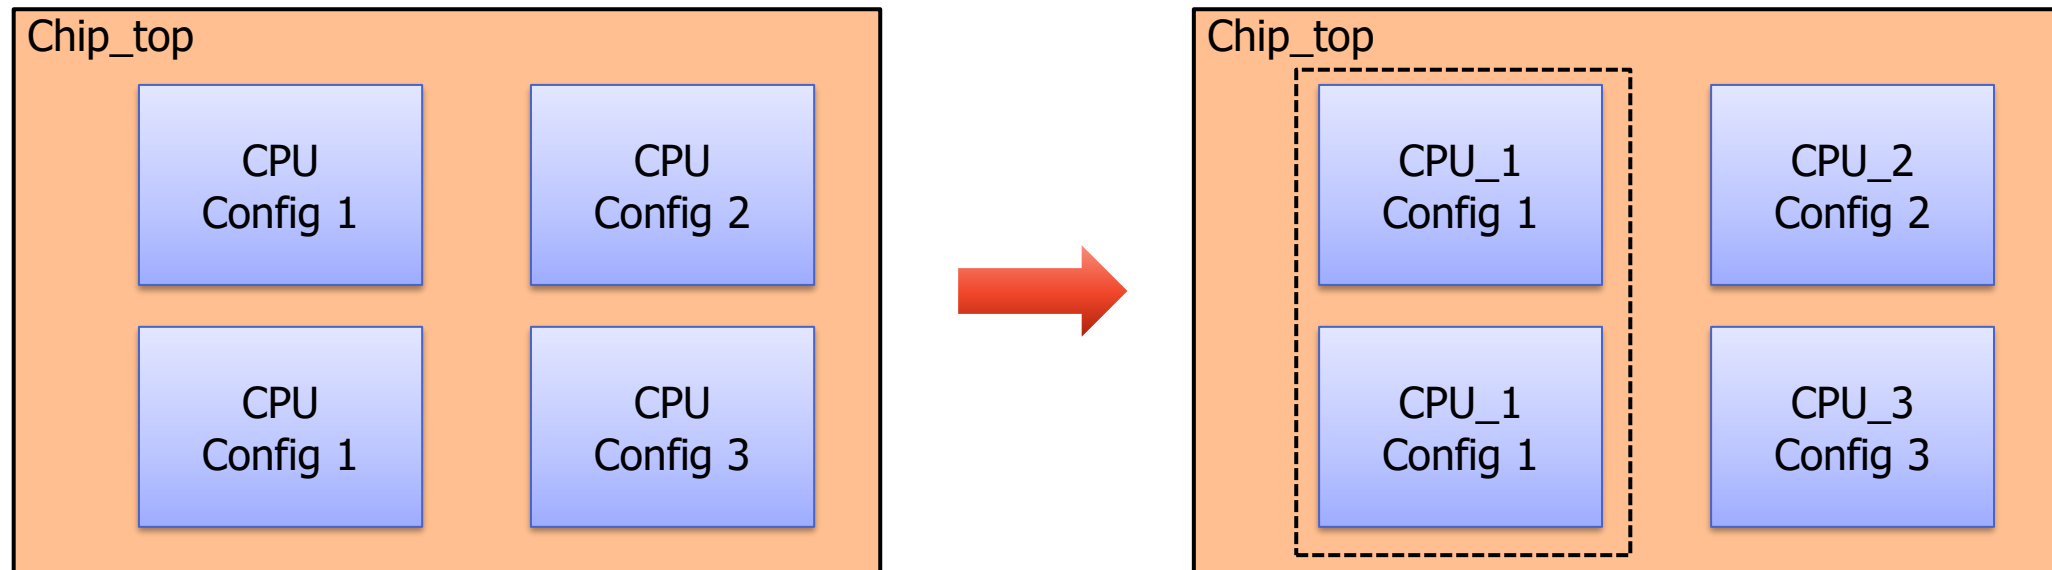 Chip_top
CPU
Config 1
CPU
Config 2
CPU
Config 1
CPU
Config 3
Chip_top
CPU_1
Config 1
CPU_2
Config 2
CPU_1
Config 1
CPU_3
Config 3